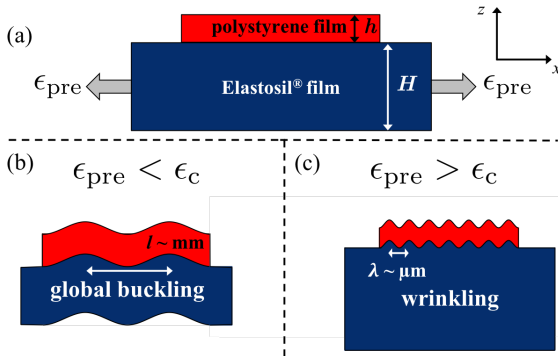 (a)
polystyrene film h
z
x
ϵpre
Elastosil® film
H
ϵpre
(b)
ϵpre < ϵc
l ~ mm
global buckling
(c)
ϵpre > ϵc
λ ~ µm
wrinkling